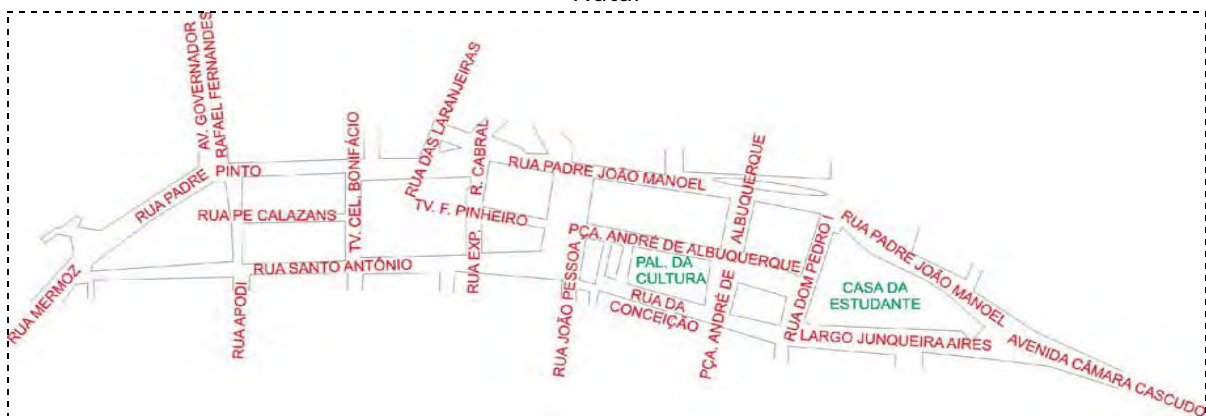 AV. GOVERNADOR
RAFAEL FERNANDES
RUA DAS LARANJEIRAS
TV. CEL. BONIFÁCIO
R. CABRAL
RUA PADRE PINTO
RUA PADRE JOÃO MANOEL
ALBUQUERQUE
RUA PE CALAZANS
TV. F. PINHEIRO
RUA EXP.
PÇA. ANDRÉ DE ALBUQUERQUE
RUA DOM PEDRO I
RUA PADRE JOÃO MANOEL
PAL. DA
CULTURA
CASA DA
ESTUDANTE
RUA SANTO ANTÔNIO
RUA MERMOZ
RUA APODI
RUA JOÃO PESSOA
RUA DA
CONCEIÇÃO
PÇA. ANDRÉ DE
LARGO JUNQUEIRA AIRES
AVENIDA CÂMARA CASCUDO